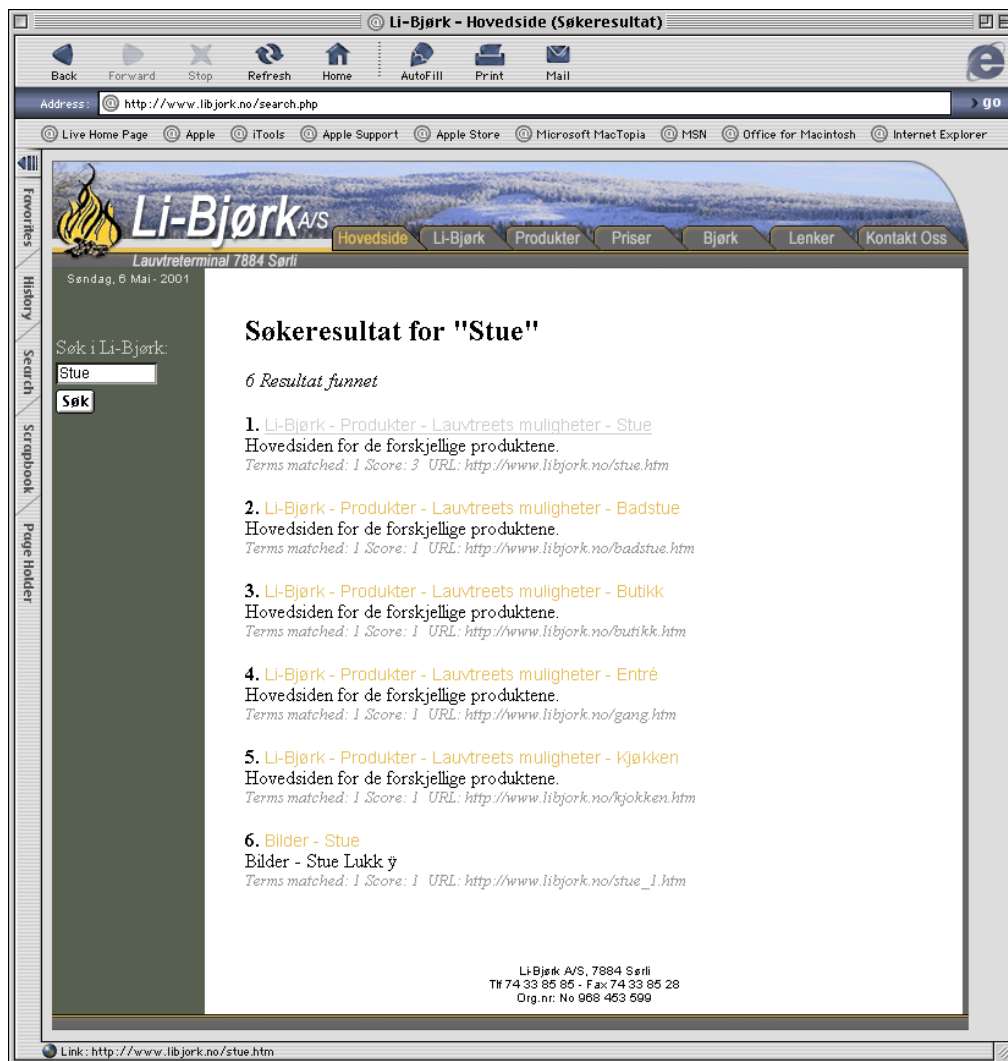 Li-Bjørk - Hovedside (Søkeresultat)
Back Forward Stop Refresh Home AutoFill Print Mail
Address: http://www.libjork.no/search.php go
Live Home Page Apple iTools Apple Support Apple Store Microsoft MacTopia MSN Office for Macintosh Internet Explorer
Favorites
History
Search
Scrapbook
Page Holder
Li-Bjørk A/S
Hovedside Li-Bjørk Produkter Priser Bjørk Lenker Kontakt Oss
Lauvtreterminal 7884 Sørli
Søndag, 6 Mai - 2001
Søk i Li-Bjørk:
Stue
Søk
Søkeresultat for "Stue"
6 Resultat funnet
1. Li-Bjørk - Produkter - Lauvtreets muligheter - Stue
Hovedsiden for de forskjellige produktene.
Terms matched: 1 Score: 3 URL: http://www.libjork.no/stue.htm
2. Li-Bjørk - Produkter - Lauvtreets muligheter - Badstue
Hovedsiden for de forskjellige produktene.
Terms matched: 1 Score: 1 URL: http://www.libjork.no/badstue.htm
3. Li-Bjørk - Produkter - Lauvtreets muligheter - Butikk
Hovedsiden for de forskjellige produktene.
Terms matched: 1 Score: 1 URL: http://www.libjork.no/butikk.htm
4. Li-Bjørk - Produkter - Lauvtreets muligheter - Entré
Hovedsiden for de forskjellige produktene.
Terms matched: 1 Score: 1 URL: http://www.libjork.no/gang.htm
5. Li-Bjørk - Produkter - Lauvtreets muligheter - Kjøkken
Hovedsiden for de forskjellige produktene.
Terms matched: 1 Score: 1 URL: http://www.libjork.no/kjokken.htm
6. Bilder - Stue
Bilder - Stue Lukk ÿ
Terms matched: 1 Score: 1 URL: http://www.libjork.no/stue_1.htm
Li-Bjørk A/S, 7884 Sørli
Tlf 74 33 85 85 - Fax 74 33 85 28
Org.nr: No 968 453 599
Link: http://www.libjork.no/stue.htm